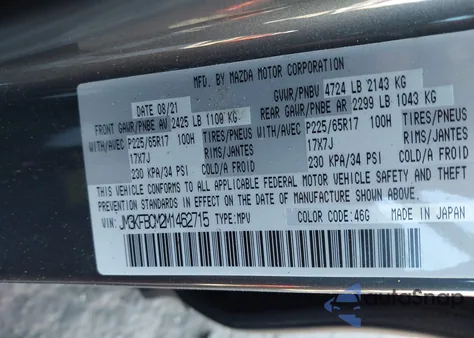 MFD. BY MAZDA MOTOR CORPORATION
DATE 08/21 GVWR/PNBV 4724 LB 2143 KG
FRONT GAWR/PNBE AV 2425 LB 1100 KG REAR GAWR/PNBE AR 2299 LB 1043 KG
WITH/AVEC P225/65R17 100H TIRES/PNEUS WITH/AVEC P225/65R17 100H TIRES/PNEUS
17X7J RIMS/JANTES 17X7J RIMS/JANTES
230 KPA/34 PSI COLD/A FROID 230 KPA/34 PSI COLD/A FROID
THIS VEHICLE CONFORMS TO ALL APPLICABLE FEDERAL MOTOR VEHICLE SAFETY, BUMPER, AND THEFT
PREVENTION STANDARDS IN EFFECT ON THE DATE OF MANUFACTURE SHOWN ABOVE.
VIN: JM3KFBCM2M1462715 TYPE: MPV COLOR CODE: 46G MADE IN JAPAN
autoSnap